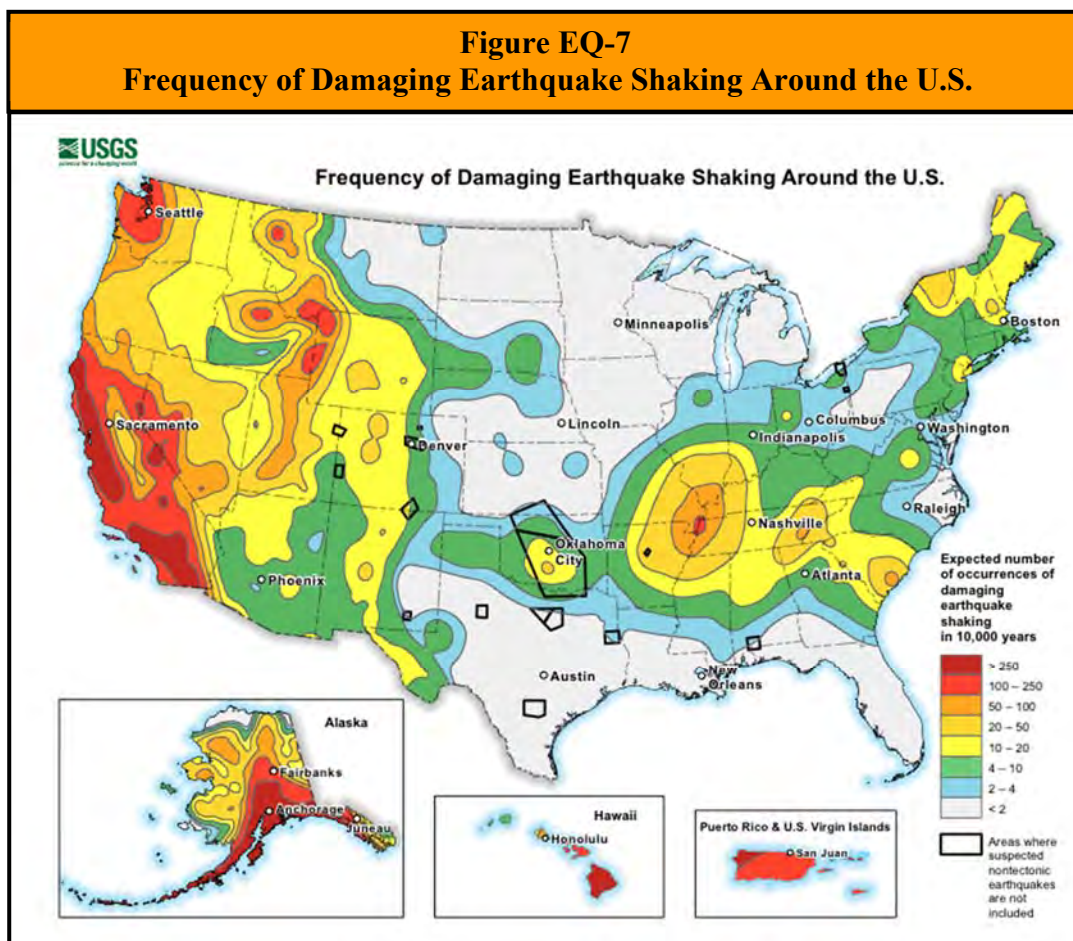 Figure EQ-7
Frequency of Damaging Earthquake Shaking Around the U.S.
USGS
science for a changing world
Frequency of Damaging Earthquake Shaking Around the U.S.
Seattle
Minneapolis
Boston
Sacramento
Lincoln
Columbus
Denver
Indianapolis
Washington
Oklahoma
City
Nashville
Raleigh
Phoenix
Atlanta
Austin
New
Orleans
Expected number
of occurrences of
damaging
earthquake
shaking
in 10,000 years
> 250
100 – 250
50 – 100
20 – 50
10 – 20
4 – 10
2 – 4
< 2
Areas where
suspected
nontectonic
earthquakes
are not
included
Alaska
Fairbanks
Anchorage
Juneau
Hawaii
Honolulu
Puerto Rico & U.S. Virgin Islands
San Juan